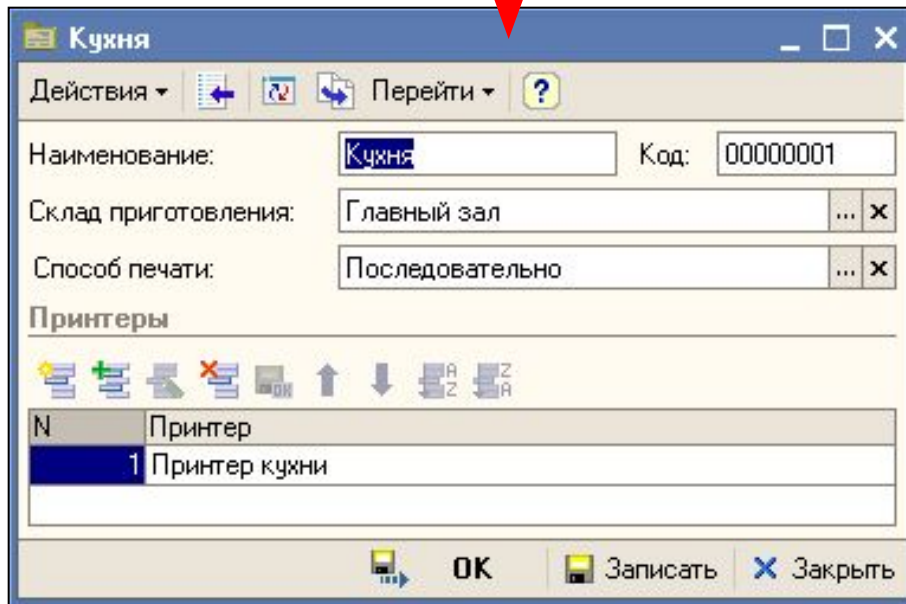 Кухня
Действия Перейти ?
Наименование: Кухня Код: 00000001
Склад приготовления: Главный зал ... x
Способ печати: Последовательно ... x
Принтеры
OK A Z Z A
N Принтер
1 Принтер кухни
OK Записать Закрыть